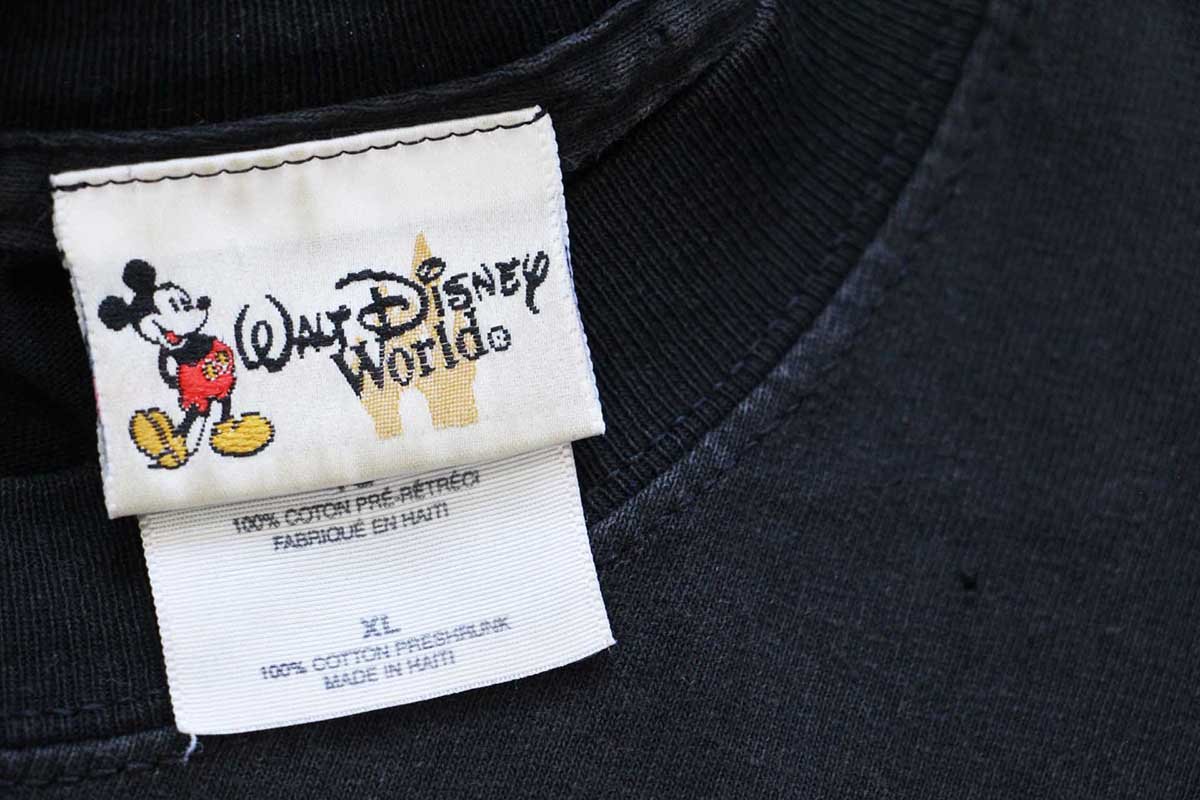 WALT DISNEY
World®
100% COTON PRÉ-RÉTRÉCI
FABRIQUÉ EN HAITI
XL
100% COTTON PRESHRUNK
MADE IN HAITI